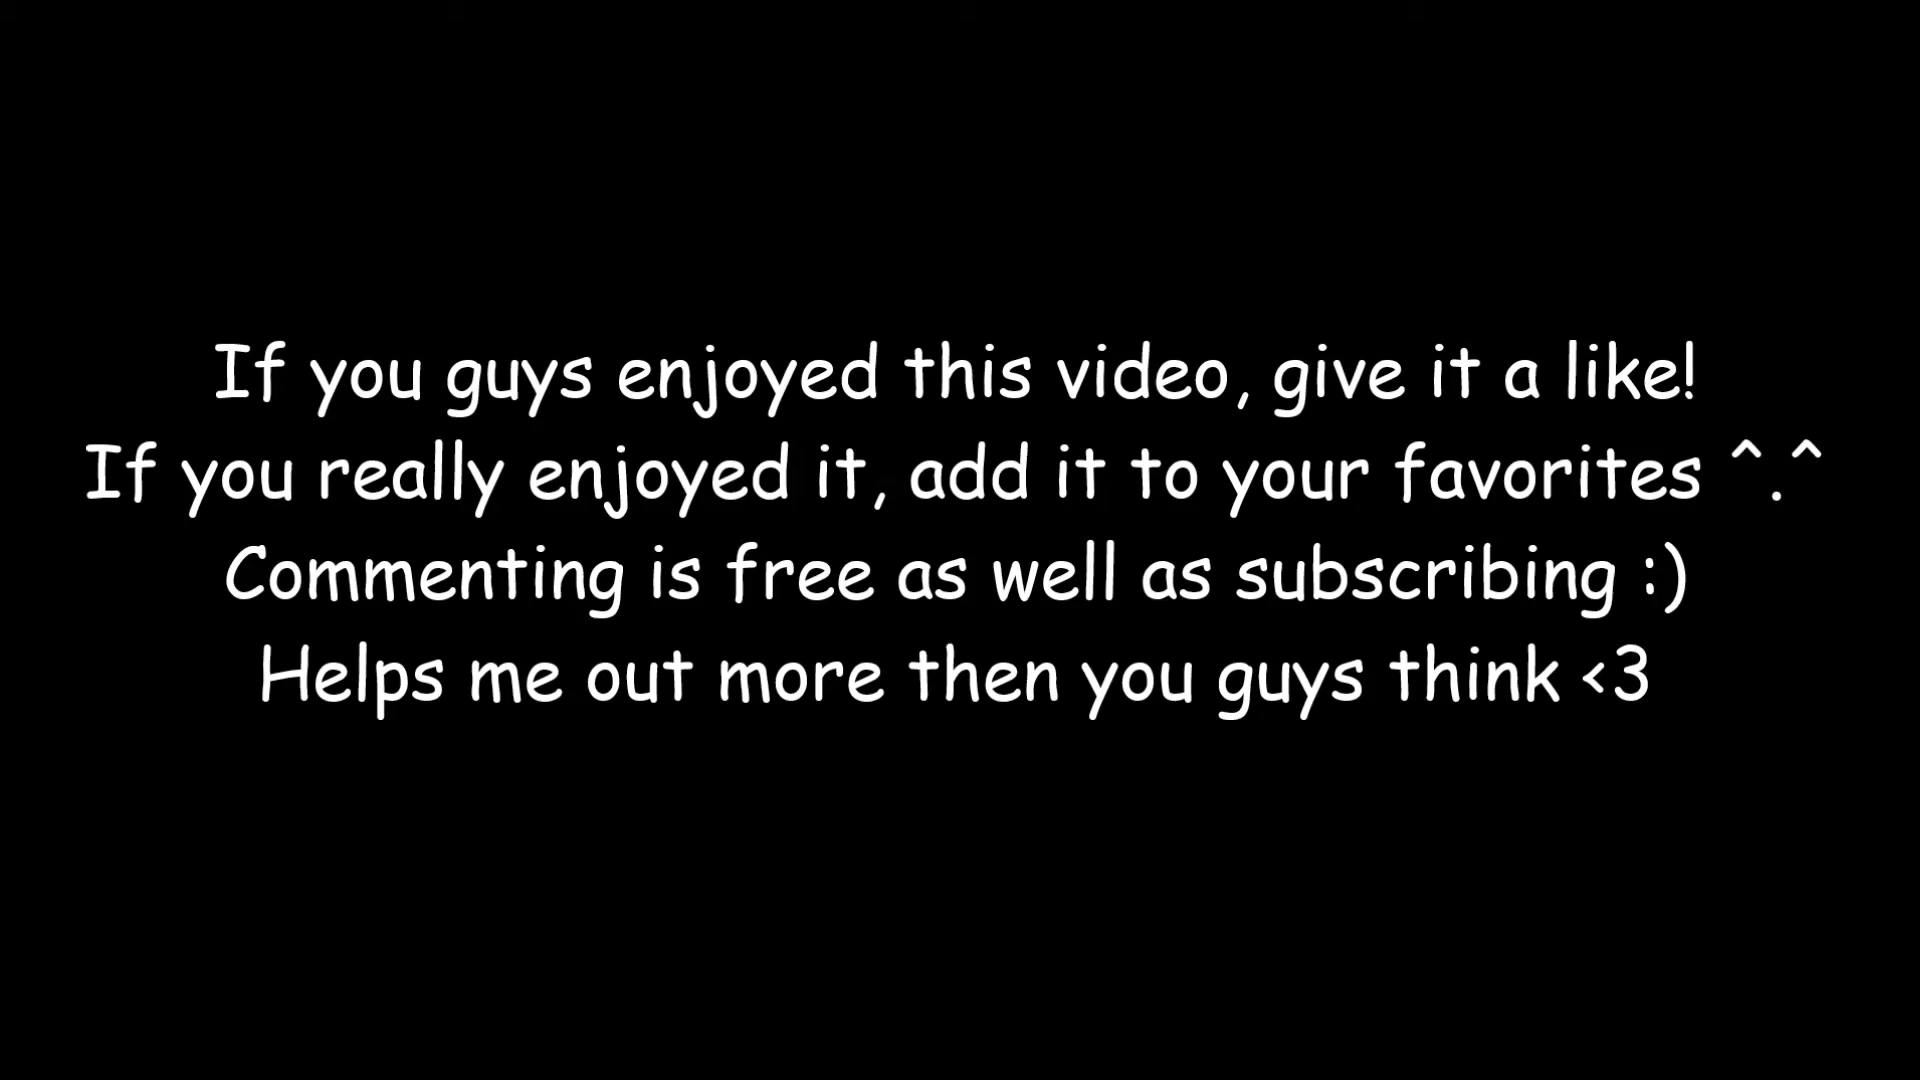 If you guys enjoyed this video, give it a like!
If you really enjoyed it, add it to your favorites ^.^
Commenting is free as well as subscribing :)
Helps me out more then you guys think <3